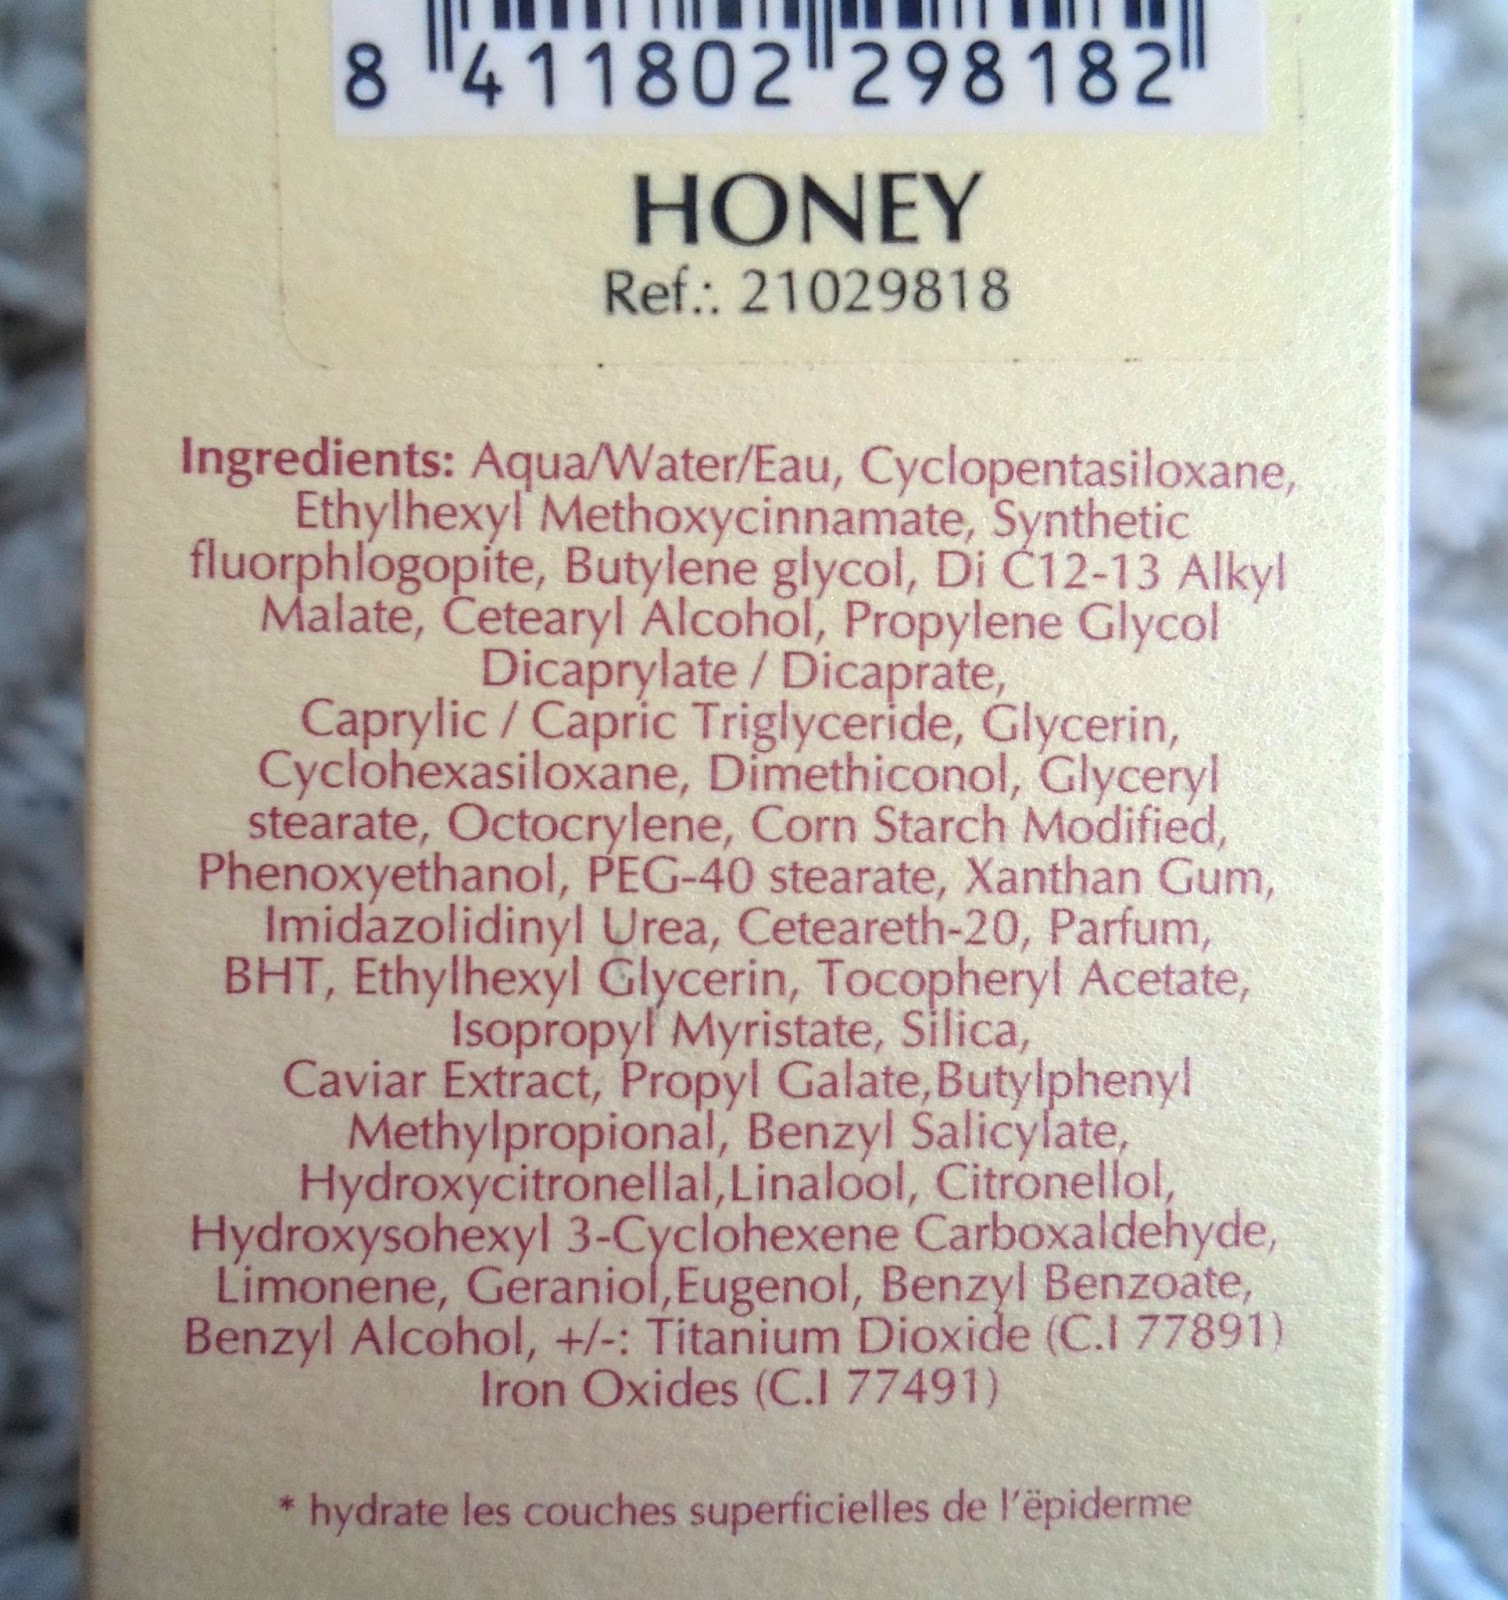 8 411802 298182
HONEY
Ref.: 21029818
Ingredients: Aqua/Water/Eau, Cyclopentasiloxane,
Ethylhexyl Methoxycinnamate, Synthetic
fluorphlogopite, Butylene glycol, Di C12-13 Alkyl
Malate, Cetearyl Alcohol, Propylene Glycol
Dicaprylate / Dicaprate,
Caprylic / Capric Triglyceride, Glycerin,
Cyclohexasiloxane, Dimethiconol, Glyceryl
stearate, Octocrylene, Corn Starch Modified,
Phenoxyethanol, PEG-40 stearate, Xanthan Gum,
Imidazolidinyl Urea, Ceteareth-20, Parfum,
BHT, Ethylhexyl Glycerin, Tocopheryl Acetate,
Isopropyl Myristate, Silica,
Caviar Extract, Propyl Galate,Butylphenyl
Methylpropional, Benzyl Salicylate,
Hydroxycitronellal,Linalool, Citronellol,
Hydroxysohexyl 3-Cyclohexene Carboxaldehyde,
Limonene, Geraniol,Eugenol, Benzyl Benzoate,
Benzyl Alcohol, +/-: Titanium Dioxide (C.I 77891)
Iron Oxides (C.I 77491)
* hydrate les couches superficielles de l'ëpiderme